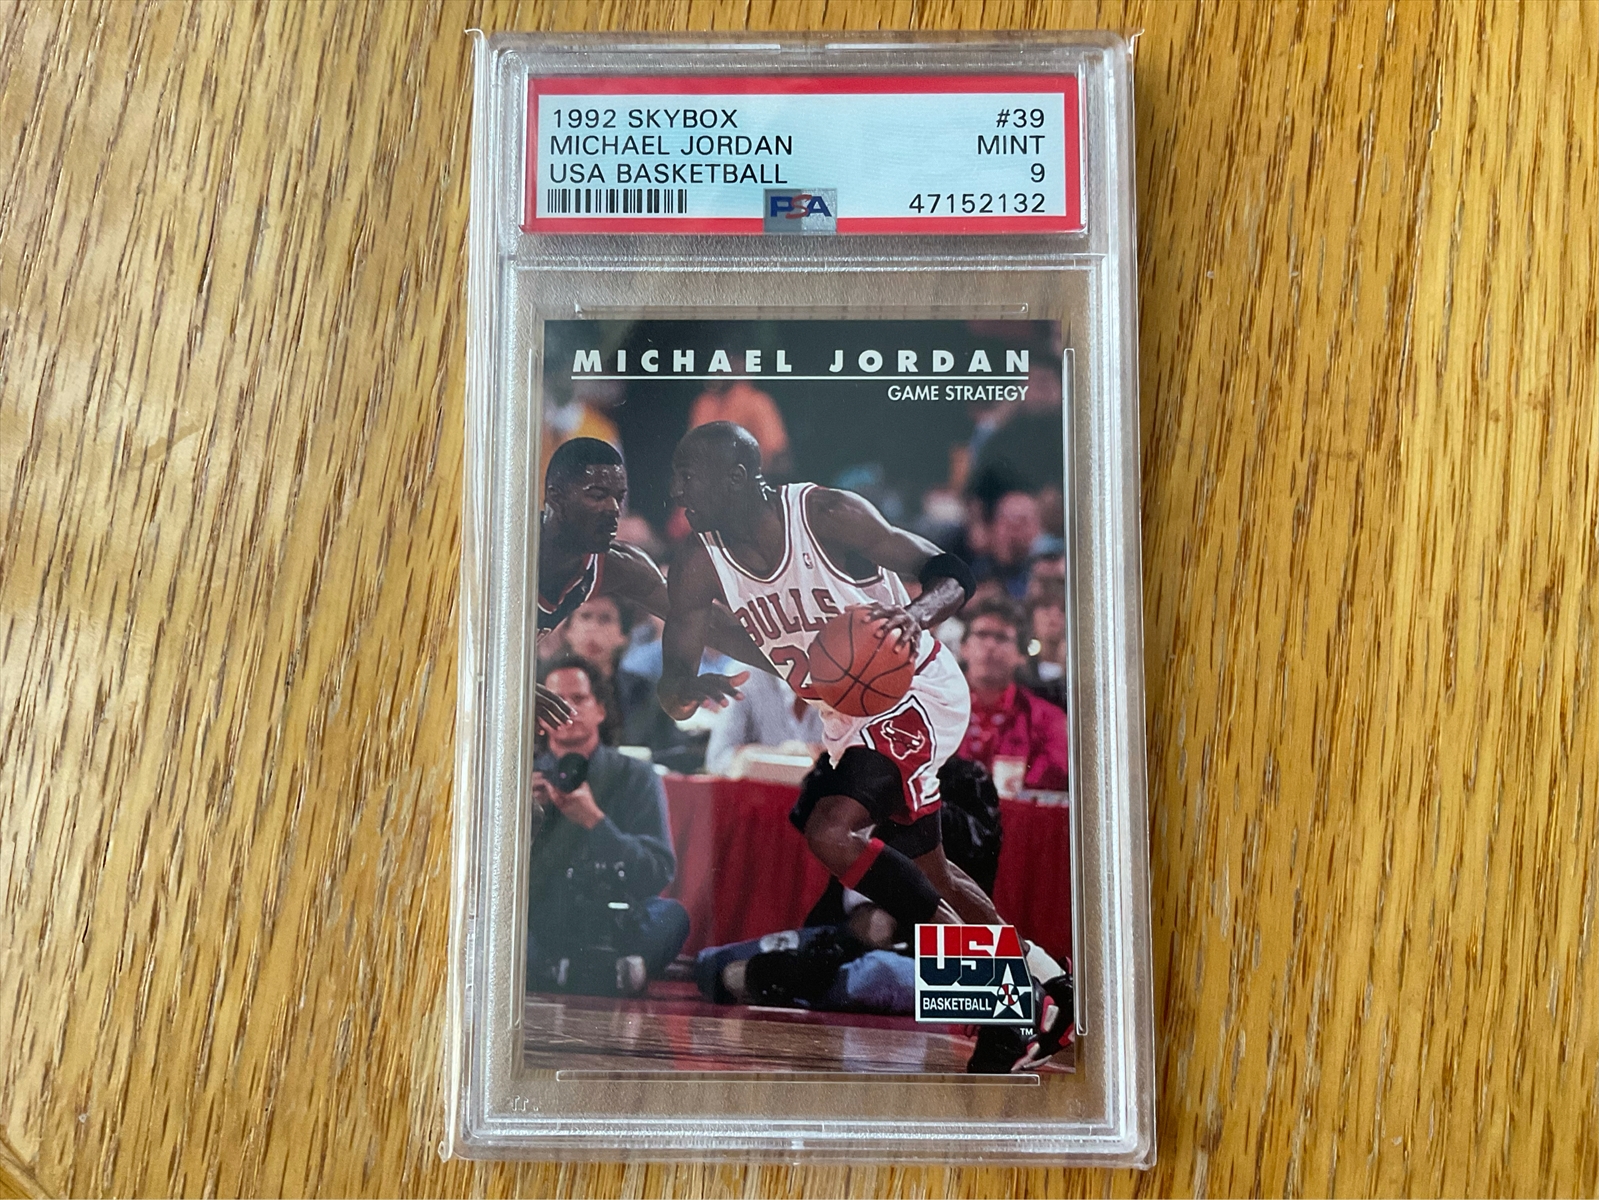 1992 SKYBOX #39
MICHAEL JORDAN MINT
USA BASKETBALL 9
PSA 47152132
MICHAEL JORDAN
GAME STRATEGY
BULLS
2
USA
BASKETBALL
TM